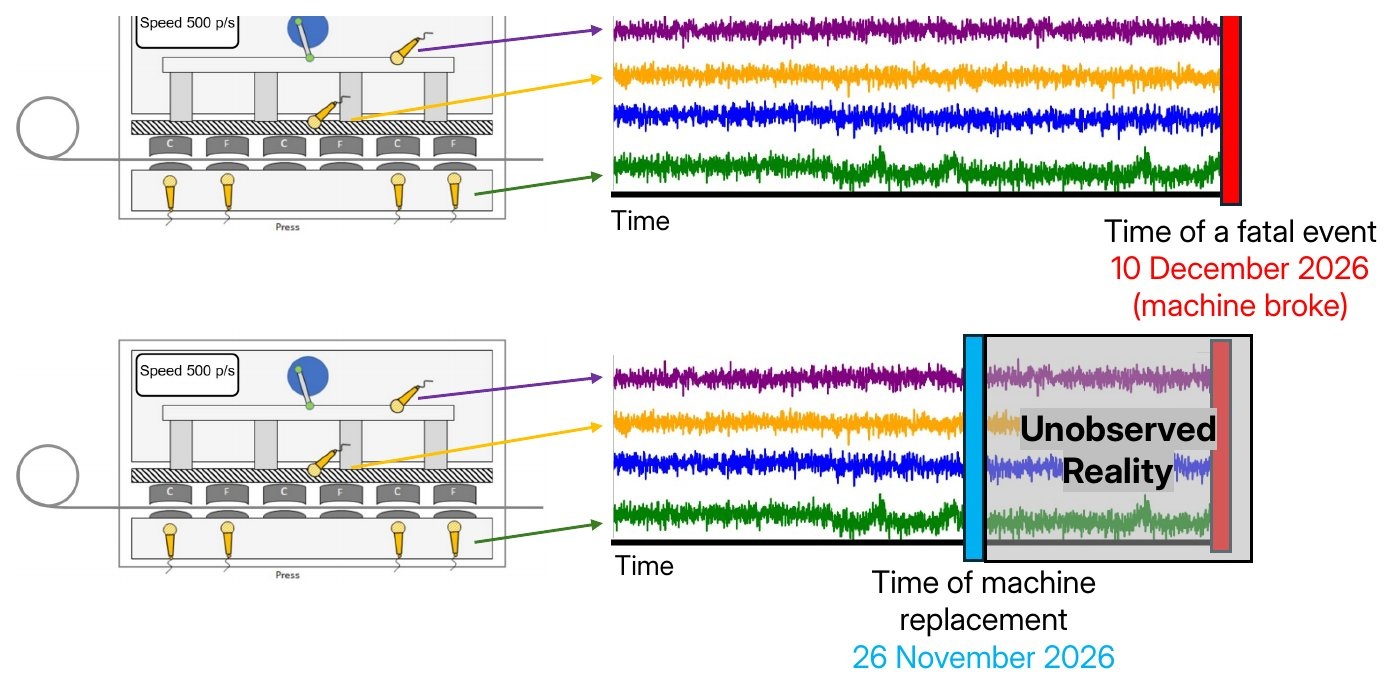 Speed 500 p/s
C F C F C F
Press
Time
Time of a fatal event
10 December 2026
(machine broke)
Speed 500 p/s
C F C F C F
Press
Unobserved
Reality
Time
Time of machine
replacement
26 November 2026